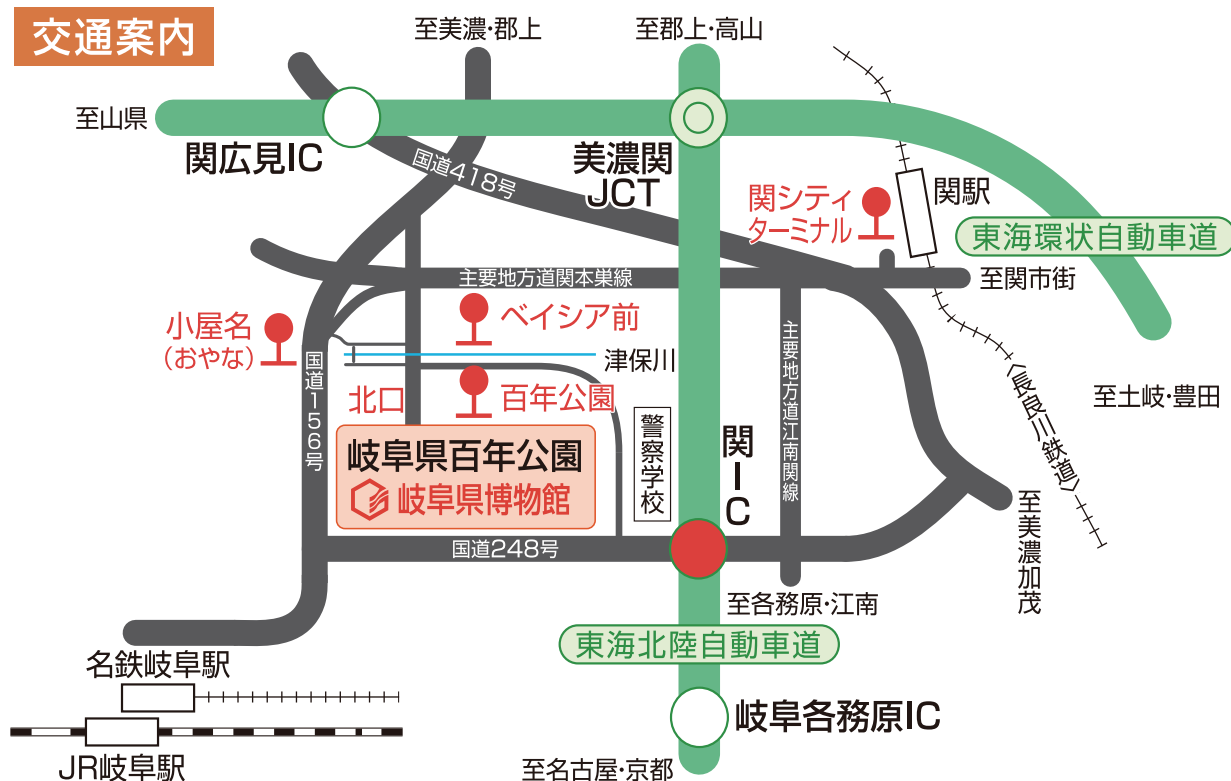 交通案内
至美濃・郡上
至郡上・高山
至山県
関広見IC
国道418号
美濃関
JCT
関シティ
ターミナル
関駅
東海環状自動車道
主要地方道関本巣線
至関市街
小屋名
(おやな)
ベイシア前
津保川
国道156号
北口
百年公園
警察学校
関IC
主要地方道江南関線
〈長良川鉄道〉
至土岐・豊田
岐阜県百年公園
岐阜県博物館
国道248号
至美濃加茂
至各務原・江南
東海北陸自動車道
名鉄岐阜駅
岐阜各務原IC
JR岐阜駅
至名古屋・京都